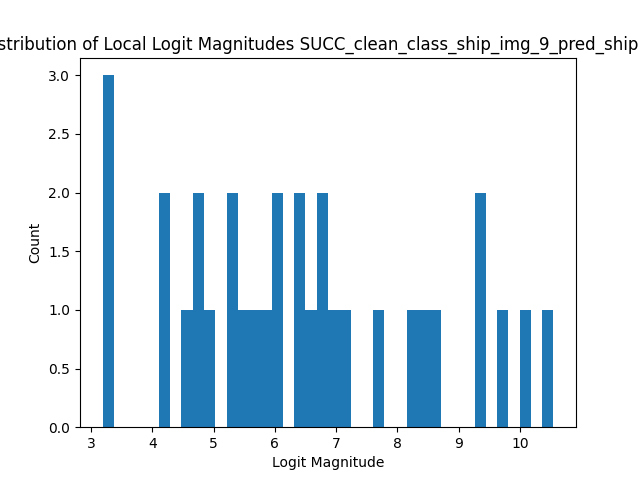 stribution of Local Logit Magnitudes SUCC_clean_class_ship_img_9_pred_ship
3.0
2.5
2.0
1.5
1.0
0.5
0.0
Count
3 4 5 6 7 8 9 10
Logit Magnitude